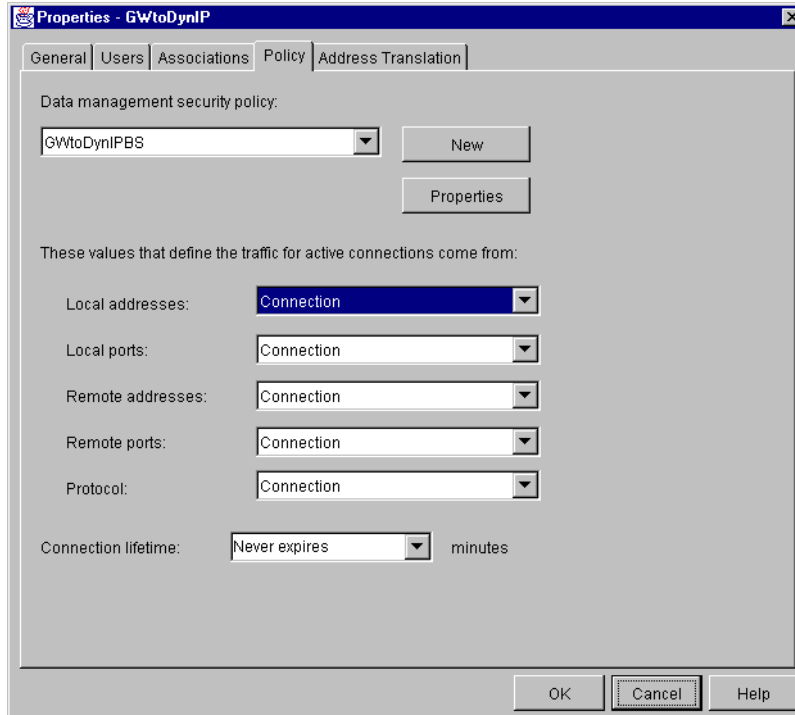 Properties - GWtoDynIP
General Users Associations Policy Address Translation
Data management security policy:
GWtoDynIPBS New
Properties
These values that define the traffic for active connections come from:
Local addresses: Connection
Local ports: Connection
Remote addresses: Connection
Remote ports: Connection
Protocol: Connection
Connection lifetime: Never expires minutes
OK Cancel Help